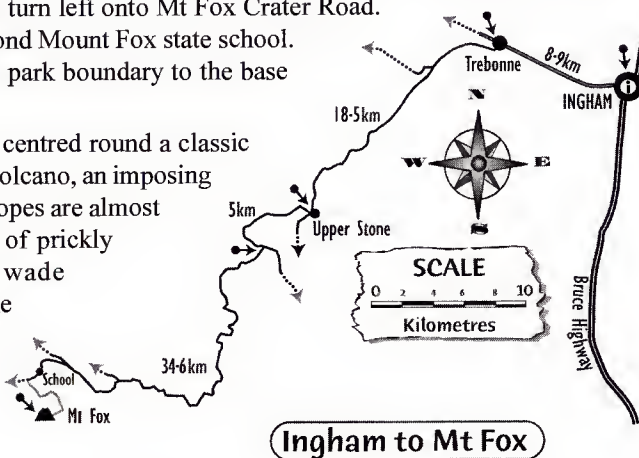 turn left onto Mt Fox Crater Road.
ond Mount Fox state school.
park boundary to the base
centred round a classic
olcano, an imposing
opes are almost
of prickly
wade
e
Trebonne
8-9km
INGHAM
i
18-5km
N
W
E
S
5km
Upper Stone
SCALE
0 2 4 6 8 10
Kilometres
Bruce Highway
34-6km
School
Mt Fox
Ingham to Mt Fox